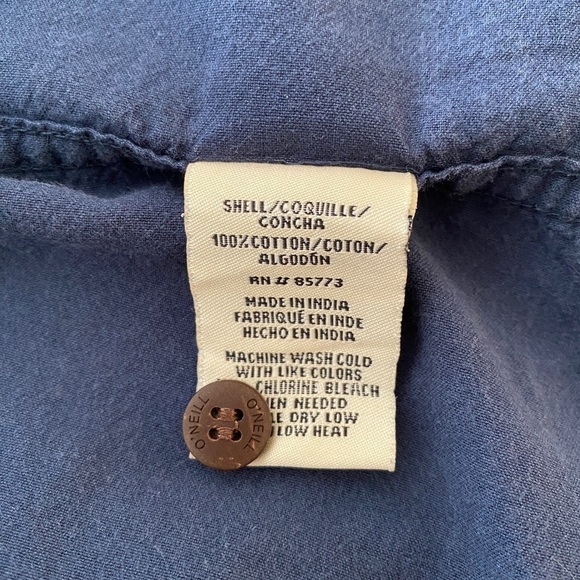 SHELL/COQUILLE/
CONCHA
100%COTTON/COTON/
ALGODÓN
RN # 85773
MADE IN INDIA
FABRIQUÉ EN INDE
HECHO EN INDIA
MACHINE WASH COLD
WITH LIKE COLORS
CHLORINE BLEACH
NEEDED
DRY LOW
LOW HEAT
O'NEILL
O'NEILL